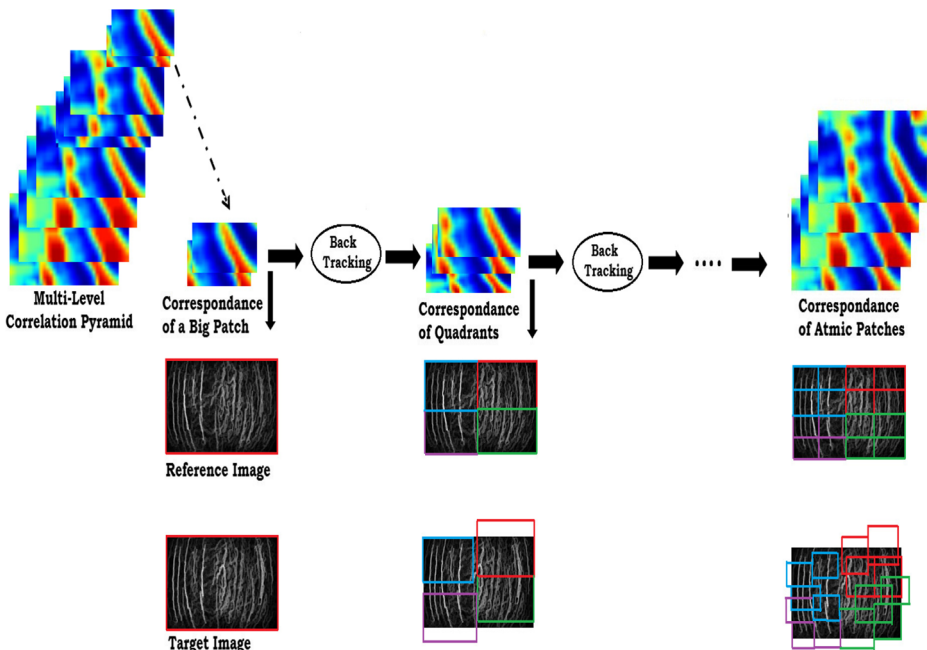 Multi-Level
Correlation Pyramid
Correspondance
of a Big Patch
Back
Tracking
Correspondance
of Quadrants
Back
Tracking
Correspondance
of Atmic Patches
Reference Image
Target Image